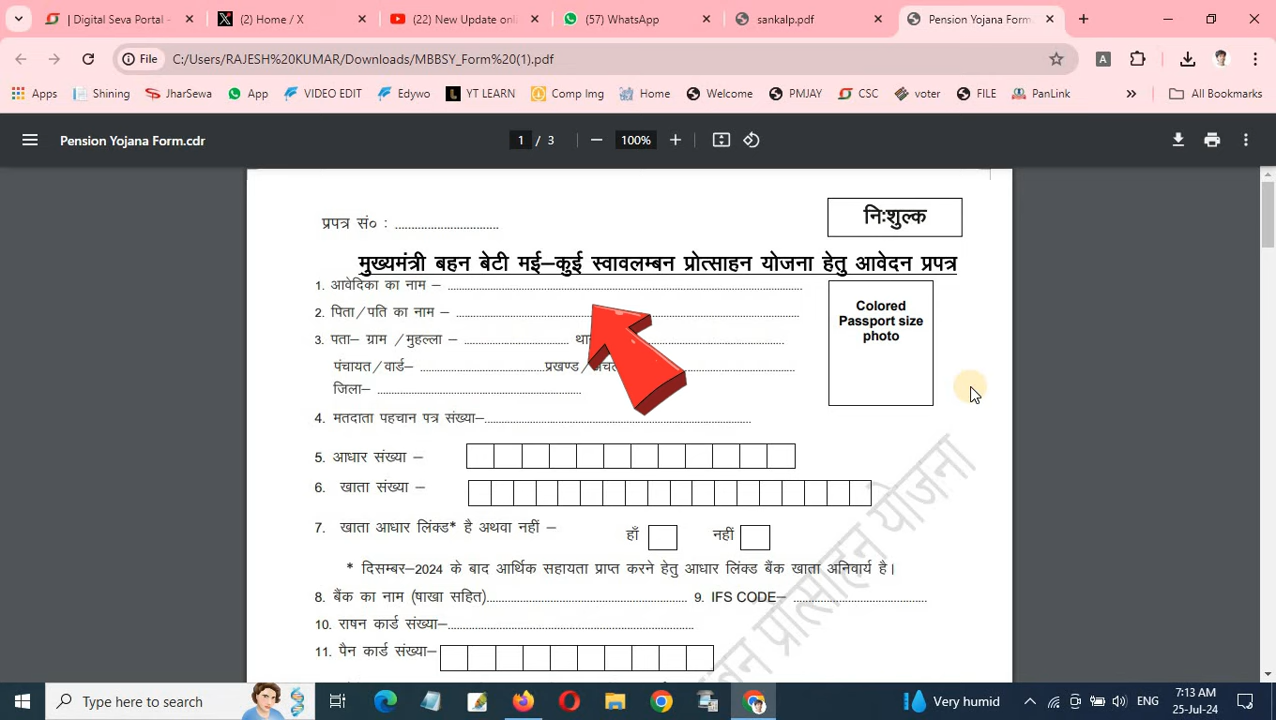 | Digital Seva Portal -
(2) Home / X
(22) New Update onl
(57) WhatsApp
sankalp.pdf
Pension Yojana Form.
File
C:/Users/RAJESH%20KUMAR/Downloads/MBBSY_Form%20(1).pdf
A
Apps
Shining
JharSewa
App
VIDEO EDIT
Edywo
YT LEARN
Comp Img
Home
Welcome
PMJAY
CSC
voter
FILE
PanLink
All Bookmarks
Pension Yojana Form.cdr
1 / 3
100%
प्रपत्र सं० : ................................
निःशुल्क
मुख्यमंत्री बहन बेटी मई–कुई स्वावलम्बन प्रोत्साहन योजना हेतु आवेदन प्रपत्र
1. आवेदिका का नाम –
2. पिता/पति का नाम –
3. पता– ग्राम /मुहल्ला –
पंचायत/वार्ड– प्रखण्ड/
जिला–
Colored
Passport size
photo
4. मतदाता पहचान पत्र संख्या–
5. आधार संख्या –
6. खाता संख्या –
7. खाता आधार लिंक्ड* है अथवा नहीं – हाँ नहीं
* दिसम्बर–2024 के बाद आर्थिक सहायता प्राप्त करने हेतु आधार लिंक्ड बैंक खाता अनिवार्य है।
8. बैंक का नाम (षाखा सहित) 9. IFS CODE–
10. राषन कार्ड संख्या–
11. पैन कार्ड संख्या–
प्रोत्साहन योजना
Type here to search
Very humid
ENG
7:13 AM
25-Jul-24